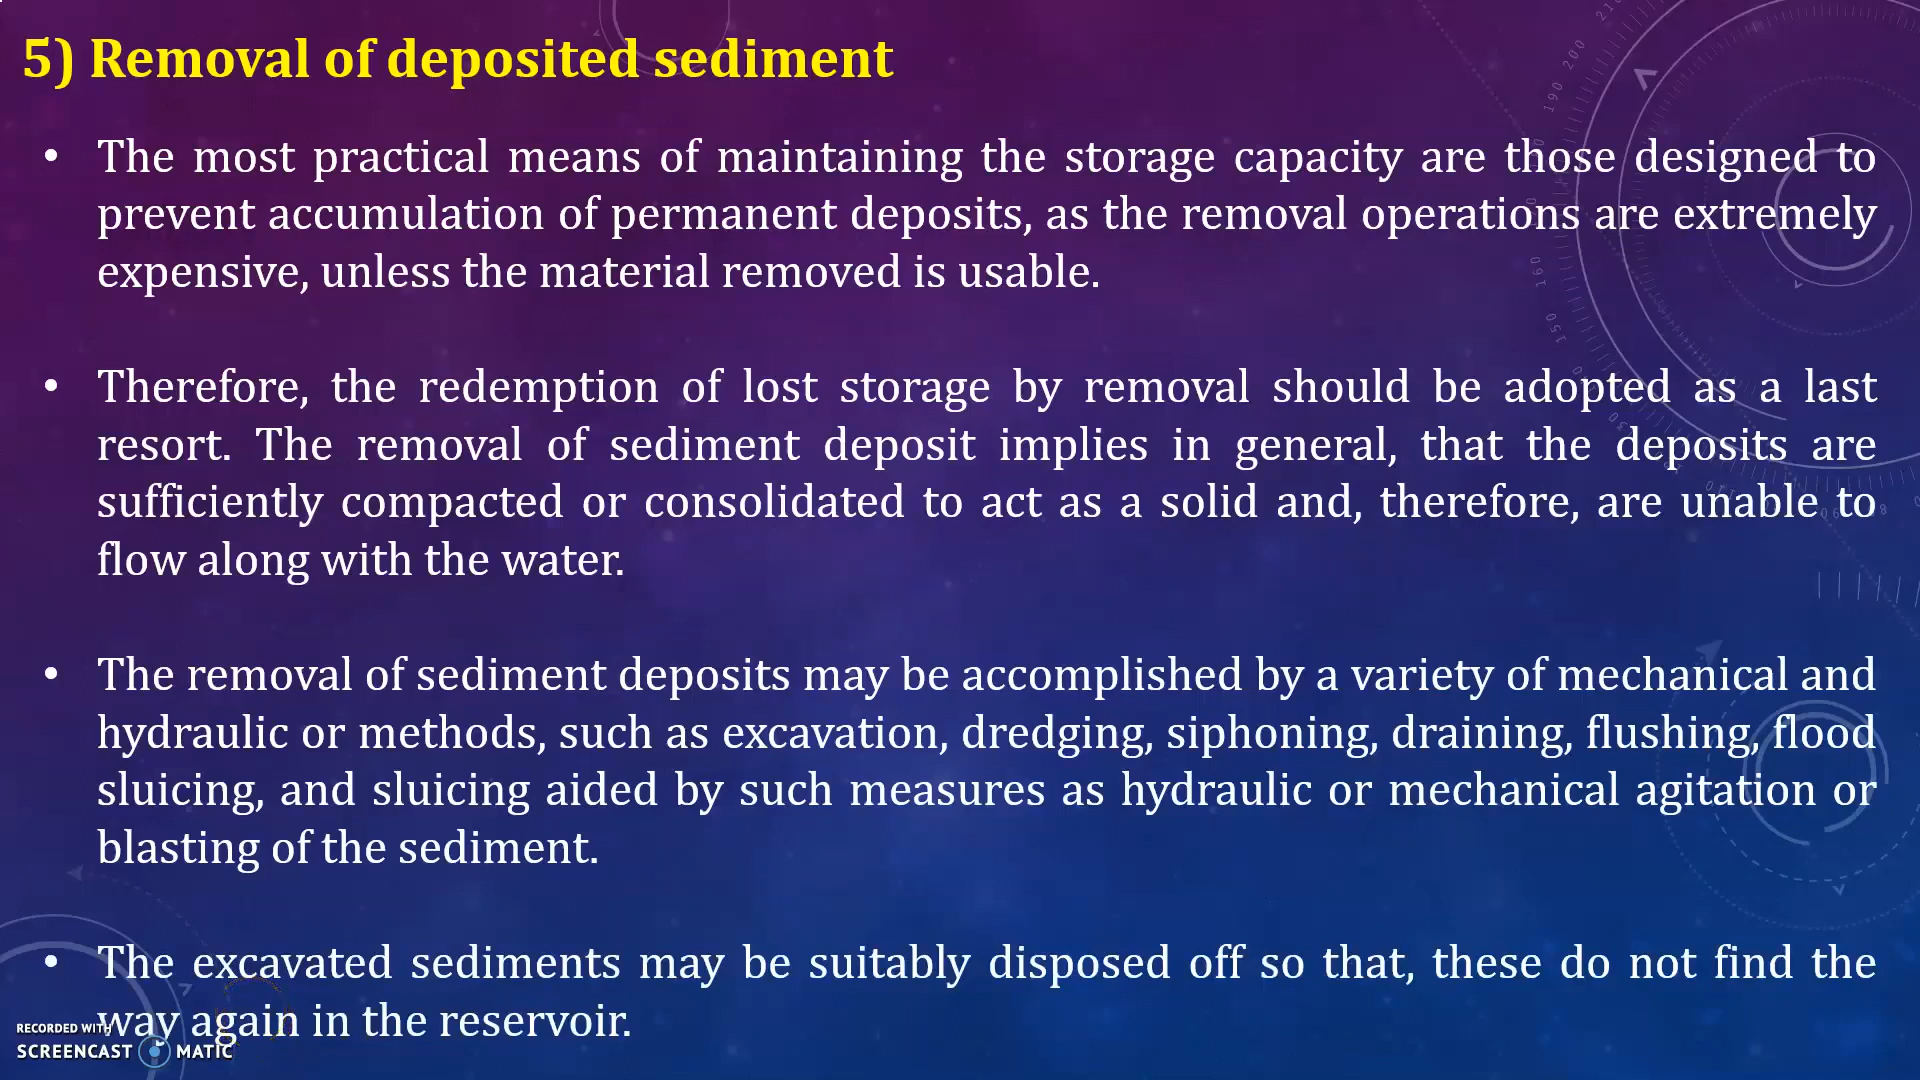 5) Removal of deposited sediment
• The most practical means of maintaining the storage capacity are those designed to
prevent accumulation of permanent deposits, as the removal operations are extremely
expensive, unless the material removed is usable.
• Therefore, the redemption of lost storage by removal should be adopted as a last
resort. The removal of sediment deposit implies in general, that the deposits are
sufficiently compacted or consolidated to act as a solid and, therefore, are unable to
flow along with the water.
• The removal of sediment deposits may be accomplished by a variety of mechanical and
hydraulic or methods, such as excavation, dredging, siphoning, draining, flushing, flood
sluicing, and sluicing aided by such measures as hydraulic or mechanical agitation or
blasting of the sediment.
• The excavated sediments may be suitably disposed off so that, these do not find the
way again in the reservoir.
RECORDED WITH
SCREENCAST MATIC
210
200
190
160
150